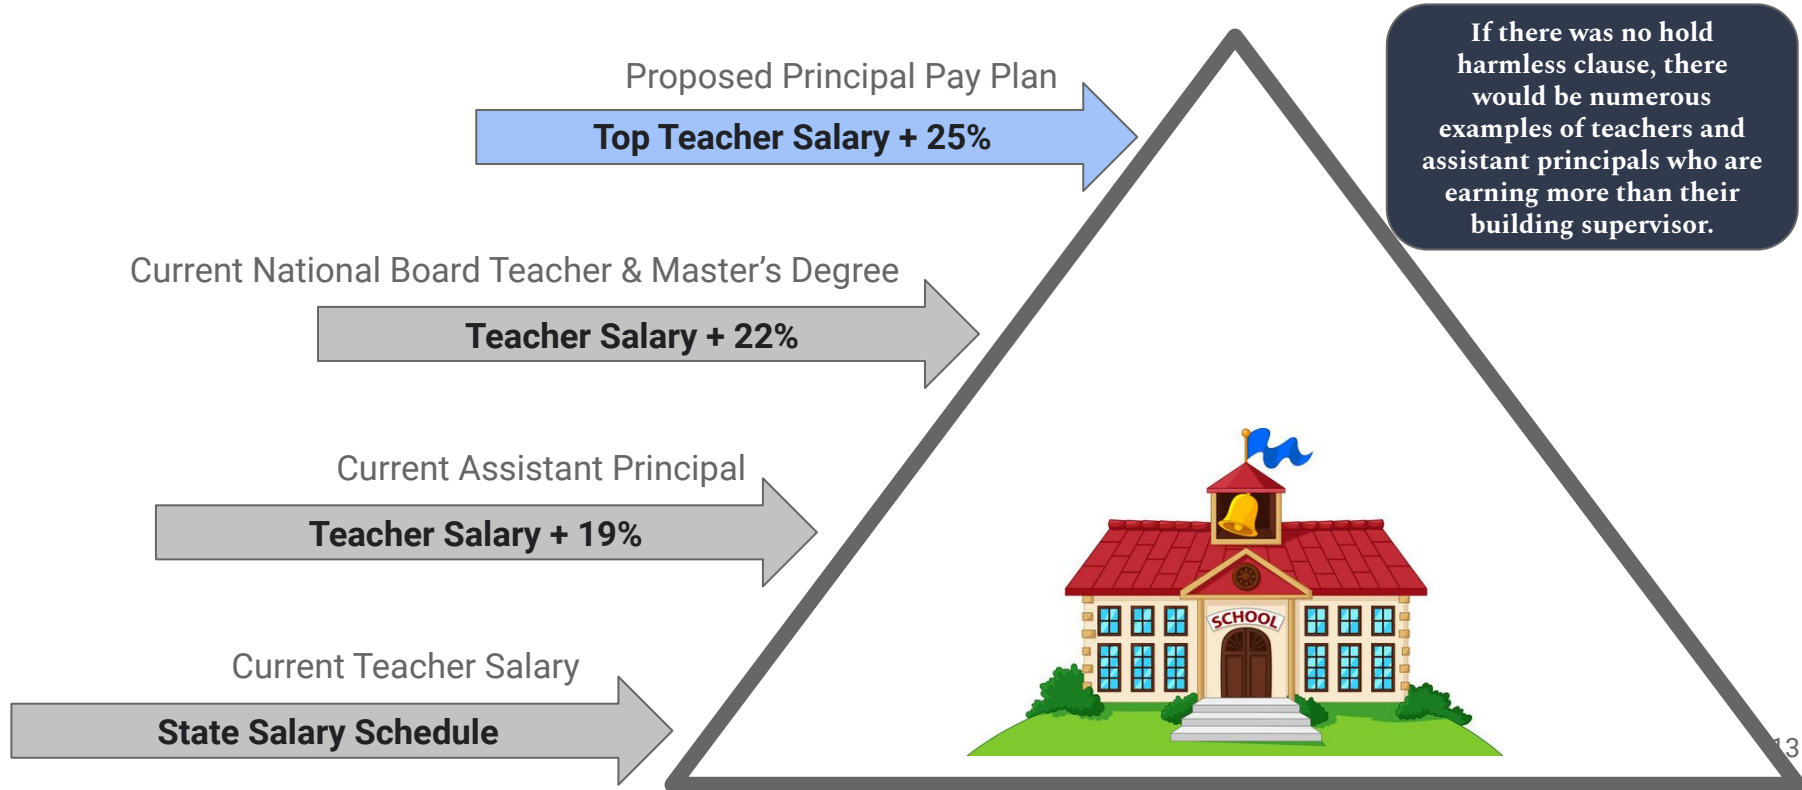 If there was no hold
harmless clause, there
would be numerous
examples of teachers and
assistant principals who are
earning more than their
building supervisor.
Proposed Principal Pay Plan
Top Teacher Salary + 25%
Current National Board Teacher & Master’s Degree
Teacher Salary + 22%
Current Assistant Principal
Teacher Salary + 19%
SCHOOL
Current Teacher Salary
State Salary Schedule
13